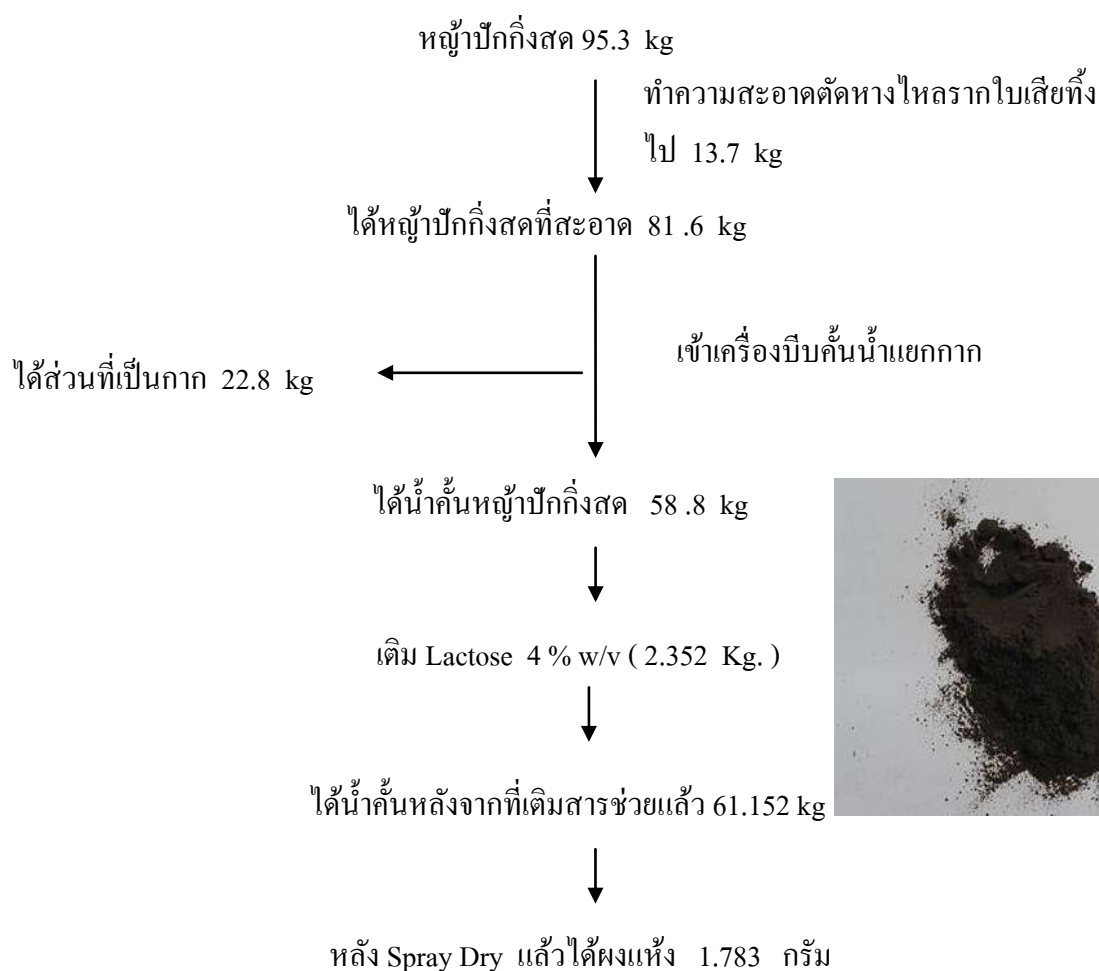 หญ้าปักกิ่งสด 95.3 kg
ทำความสะอาดตัดหางไหลรากใบเสียทิ้ง
ไป 13.7 kg
ได้หญ้าปักกิ่งสดที่สะอาด 81 .6 kg
เข้าเครื่องบีบคั้นน้ำแยกกาก
ได้ส่วนที่เป็นกาก 22.8 kg
ได้น้ำคั้นหญ้าปักกิ่งสด 58 .8 kg
เติม Lactose 4 % w/v ( 2.352 Kg. )
ได้น้ำคั้นหลังจากที่เติมสารช่วยแล้ว 61.152 kg
หลัง Spray Dry แล้วได้ผงแห้ง 1.783 กรัม